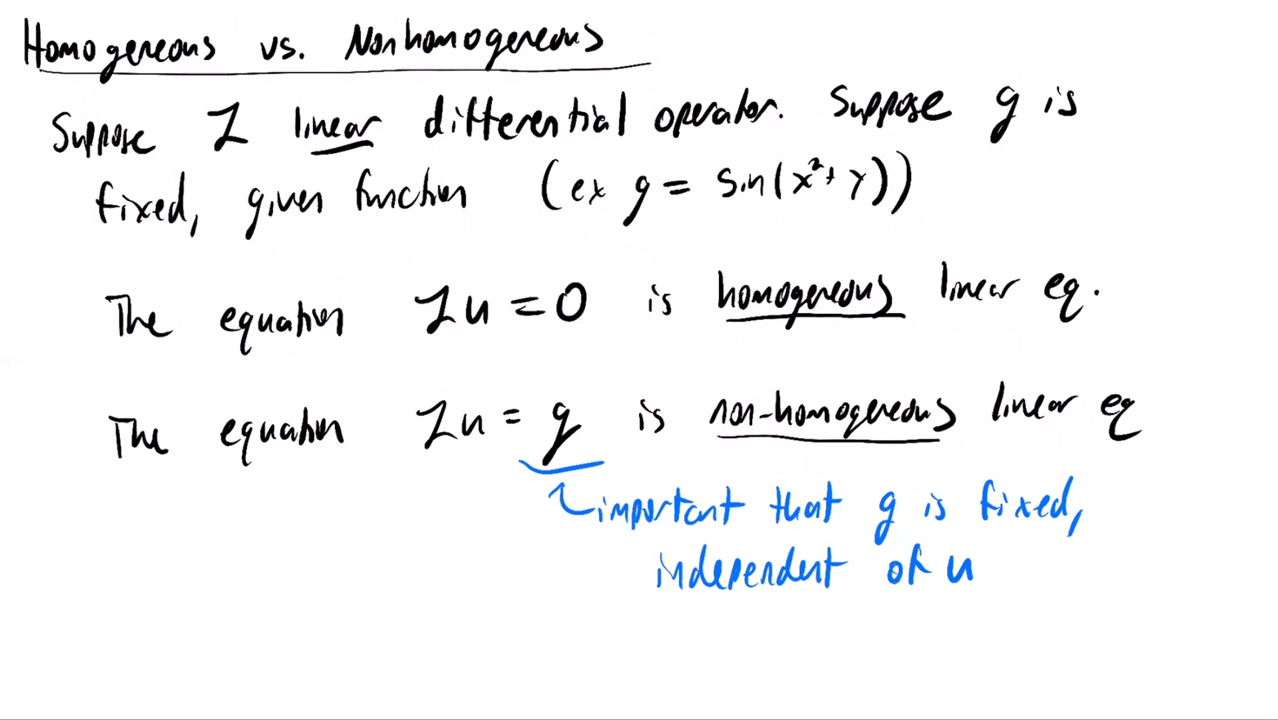 Homogeneous vs. Nonhomogeneous
Suppose L linear differential operator. Suppose g is
fixed, given function (ex g = sin(x²+y))
The equation Lu = 0 is homogeneous linear eq.
The equation Lu = g is non-homogeneous linear eq
important that g is fixed,
independent of u